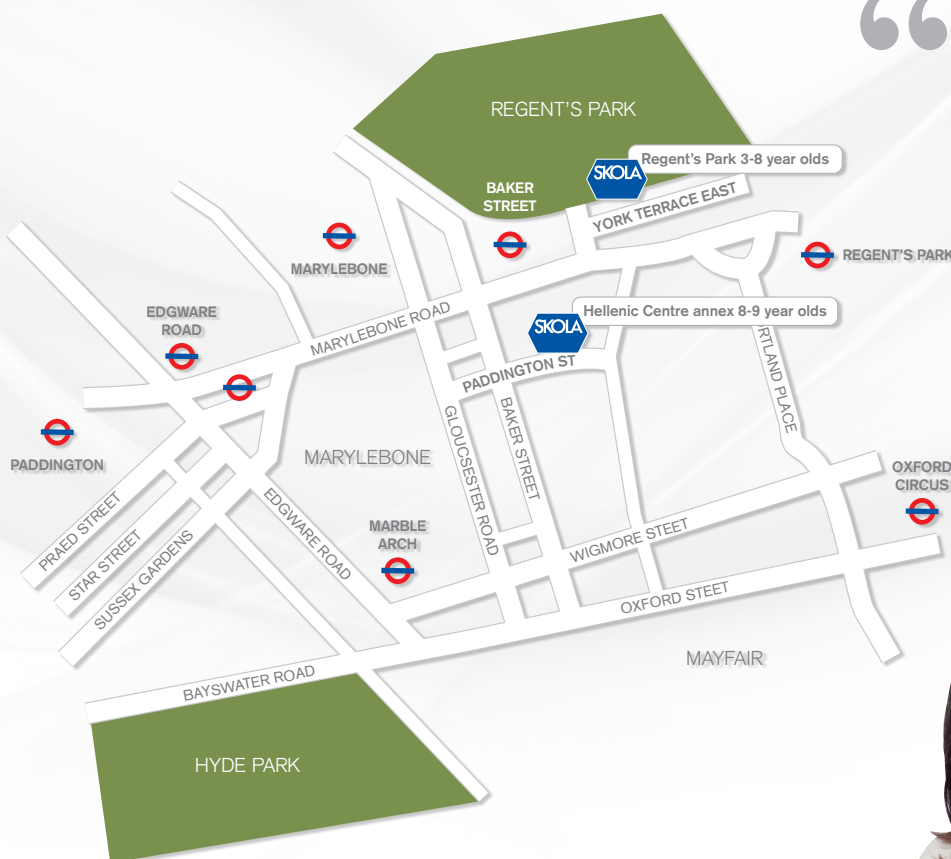 “
REGENT'S PARK
SKOLA
Regent's Park 3-8 year olds
BAKER
STREET
YORK TERRACE EAST
MARYLEBONE
REGENT'S PARK
EDGWARE
ROAD
MARYLEBONE ROAD
SKOLA
Hellenic Centre annex 8-9 year olds
RTLAND PLACE
PADDINGTON ST
PADDINGTON
MARYLEBONE
GLOUCSESTER ROAD
BAKER STREET
OXFORD
CIRCUS
PRAED STREET
STAR STREET
SUSSEX GARDENS
EDGWARE ROAD
MARBLE
ARCH
WIGMORE STREET
OXFORD STEET
MAYFAIR
BAYSWATER ROAD
HYDE PARK